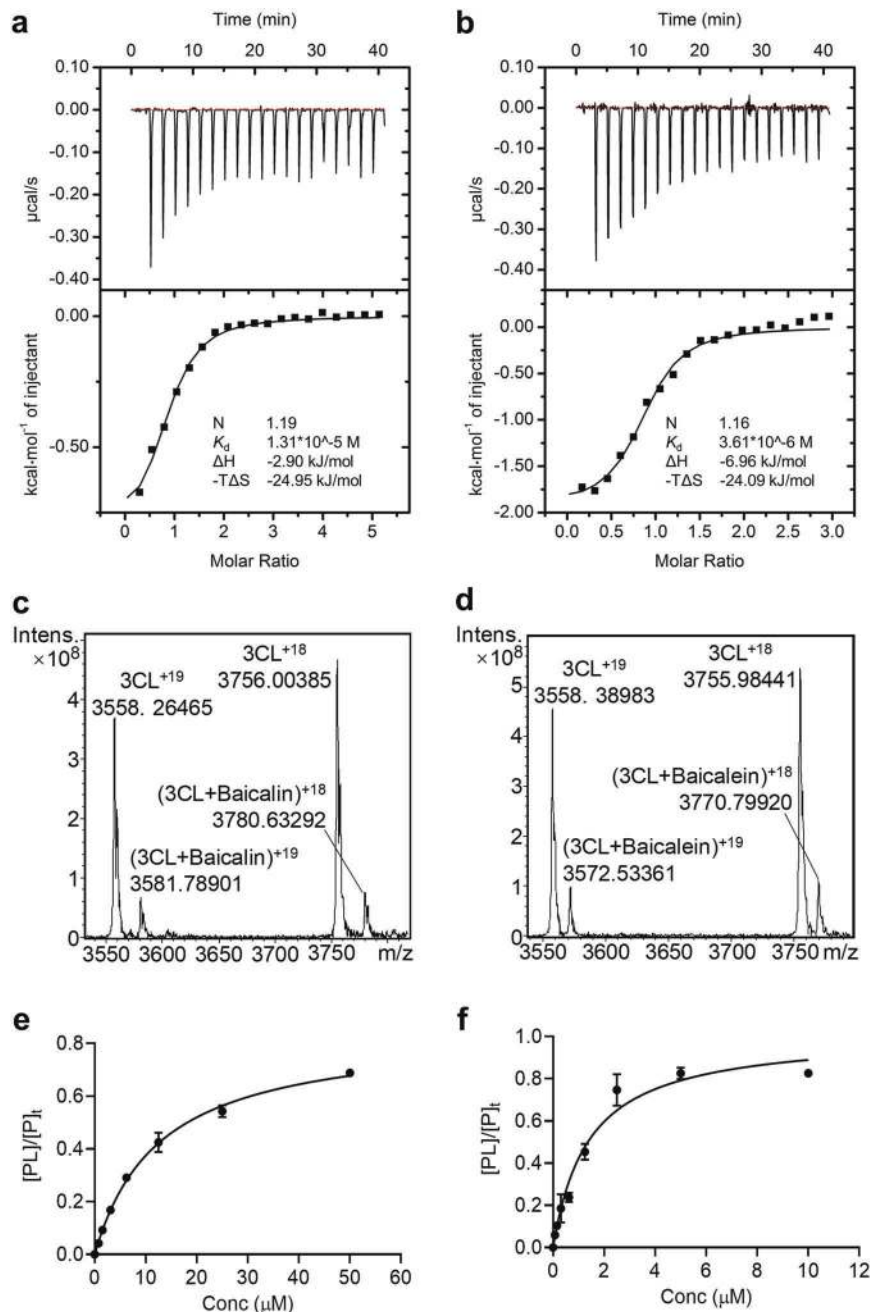 a
Time (min)
0 10 20 30 40
0.10
0.00
-0.10
-0.20
-0.30
-0.40
µcal/s
0.00
-0.50
kcal·mol⁻¹ of injectant
N 1.19
Kd 1.31*10^-5 M
ΔH -2.90 kJ/mol
-TΔS -24.95 kJ/mol
0 1 2 3 4 5
Molar Ratio
b
Time (min)
0 10 20 30 40
0.10
0.00
-0.10
-0.20
-0.30
-0.40
µcal/s
0.00
-0.50
-1.00
-1.50
-2.00
kcal·mol⁻¹ of injectant
N 1.16
Kd 3.61*10^-6 M
ΔH -6.96 kJ/mol
-TΔS -24.09 kJ/mol
0.0 0.5 1.0 1.5 2.0 2.5 3.0
Molar Ratio
c
Intens.
×10⁸
3CL⁺¹⁸
3756.00385
3CL⁺¹⁹
3558. 26465
(3CL+Baicalin)⁺¹⁸
3780.63292
(3CL+Baicalin)⁺¹⁹
3581.78901
4
2
0
3550 3600 3650 3700 3750 m/z
d
Intens.
×10⁸
3CL⁺¹⁸
3755.98441
3CL⁺¹⁹
3558. 38983
(3CL+Baicalein)⁺¹⁸
3770.79920
(3CL+Baicalein)⁺¹⁹
3572.53361
5
4
3
2
1
0
3550 3600 3650 3700 3750 m/z
e
0.8
0.6
0.4
0.2
0.0
[PL]/[P]t
0 10 20 30 40 50 60
Conc (µM)
f
1.0
0.8
0.6
0.4
0.2
0.0
[PL]/[P]t
0 2 4 6 8 10 12
Conc (µM)